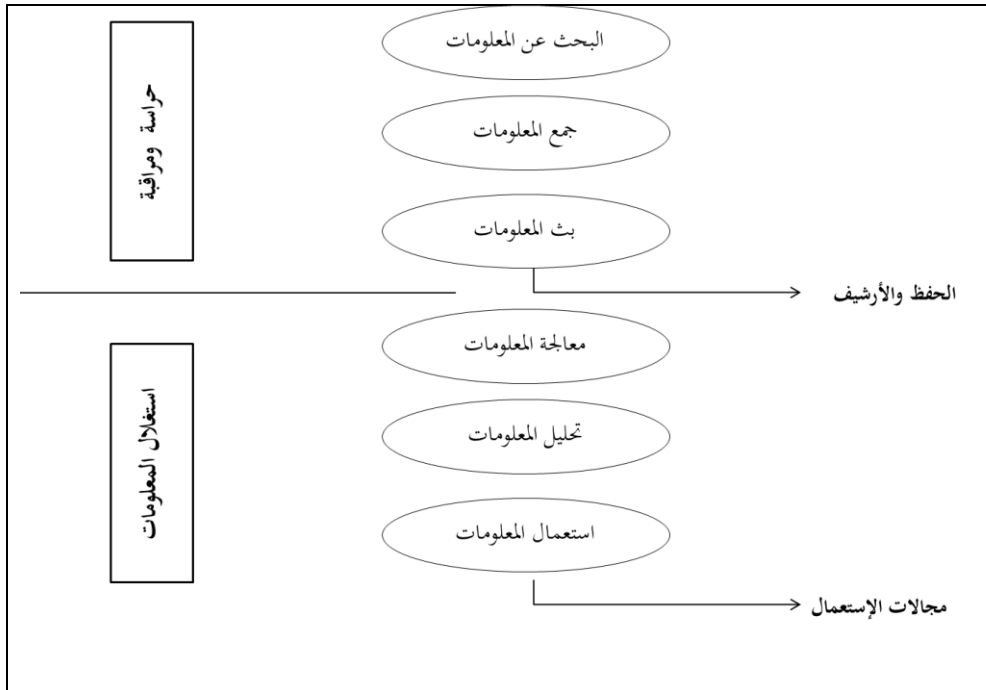 البحث عن المعلومات
حراسة ومراقبة
جمع المعلومات
بث المعلومات
الحفظ والأرشيف
معالجة المعلومات
استغلال المعلومات
تحليل المعلومات
استعمال المعلومات
مجالات الإستعمال